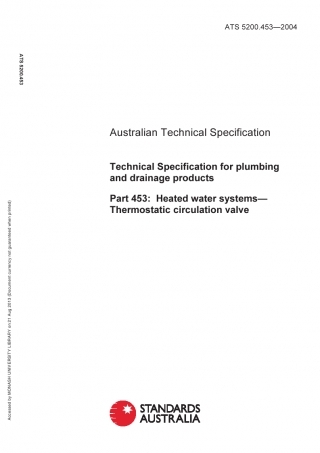 ATS 5200.453—2004
ATS 5200.453
Australian Technical Specification
Technical Specification for plumbing
and drainage products
Part 453: Heated water systems—
Thermostatic circulation valve
Accessed by MONASH UNIVERSITY LIBRARY on 21 Aug 2013 (Document currency not guaranteed when printed)
STANDARDS
AUSTRALIA